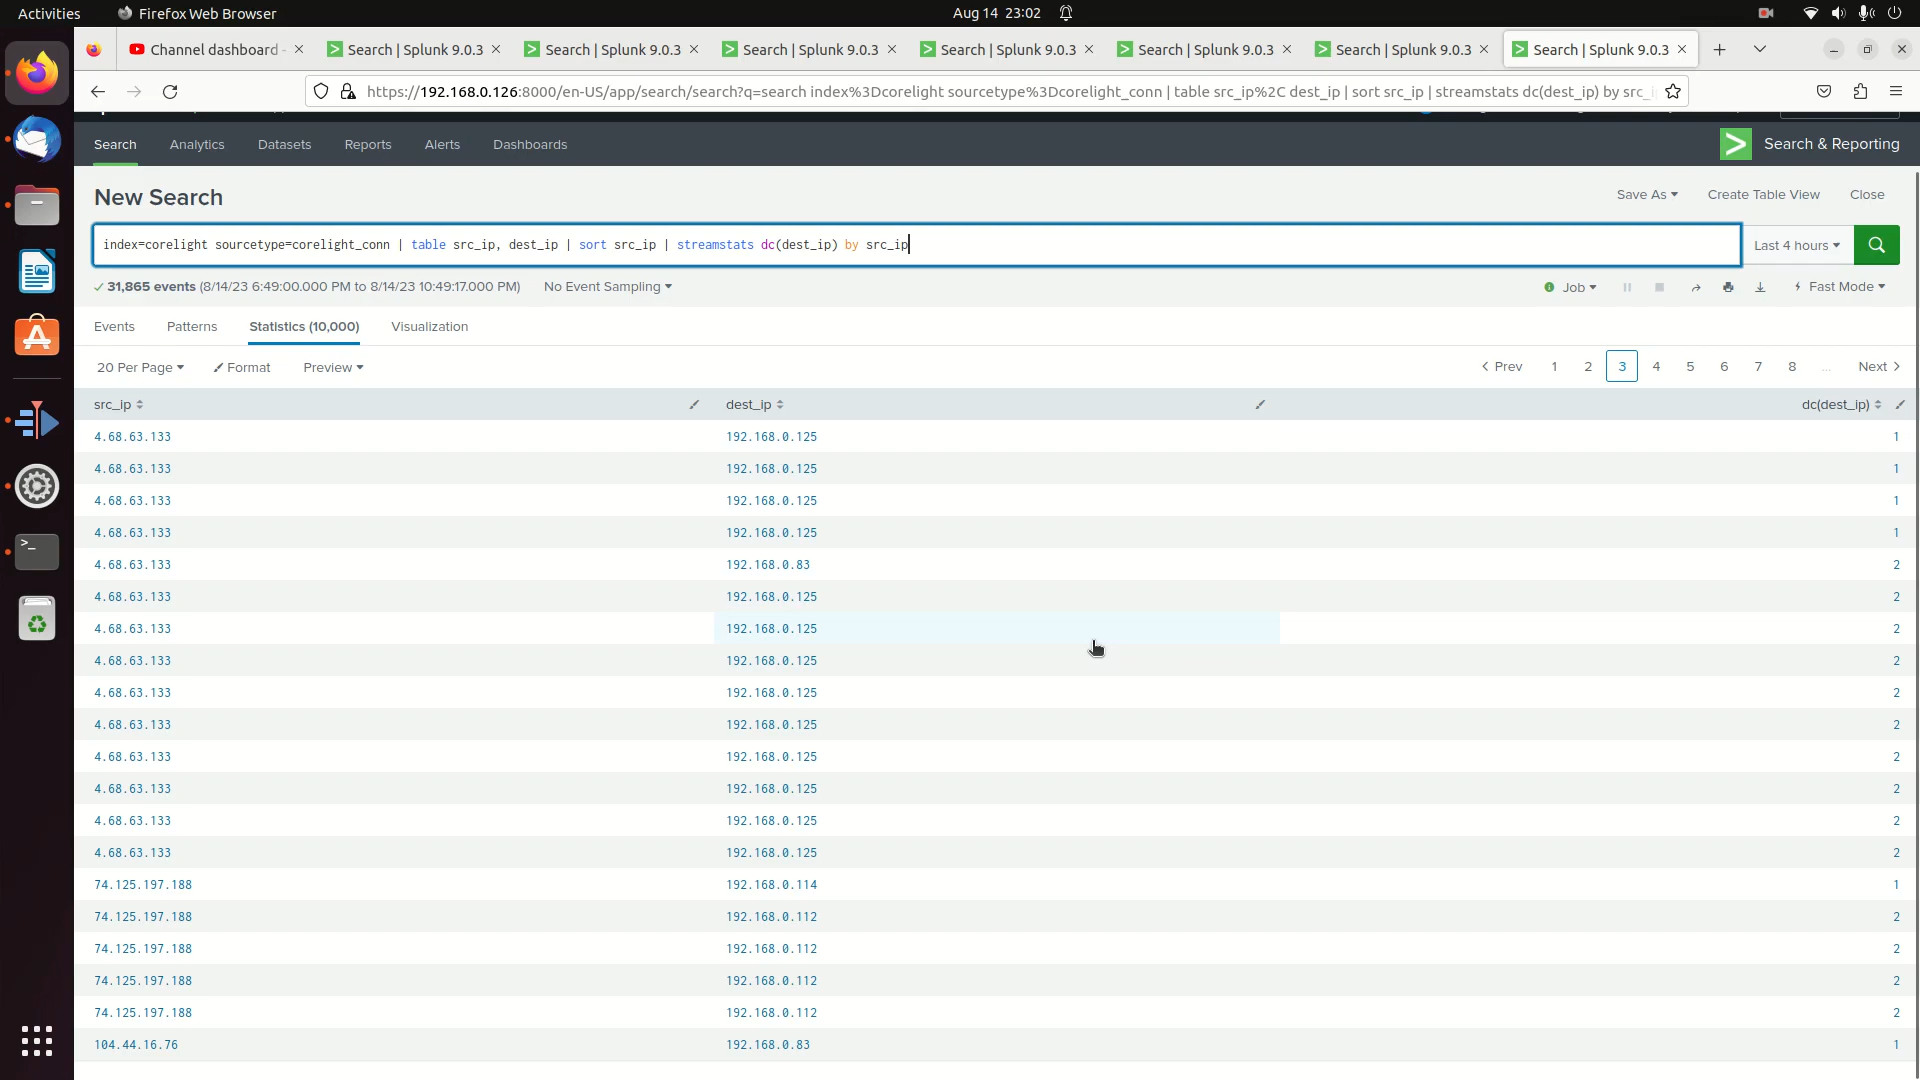 Activities Firefox Web Browser Aug 14 23:02
Channel dashboard - Search | Splunk 9.0.3 Search | Splunk 9.0.3 Search | Splunk 9.0.3 Search | Splunk 9.0.3 Search | Splunk 9.0.3 Search | Splunk 9.0.3 Search | Splunk 9.0.3
https://192.168.0.126:8000/en-US/app/search/search?q=search index%3Dcorelight sourcetype%3Dcorelight_conn | table src_ip%2C dest_ip | sort src_ip | streamstats dc(dest_ip) by src_i
Search Analytics Datasets Reports Alerts Dashboards Search & Reporting
New Search Save As Create Table View Close
index=corelight sourcetype=corelight_conn | table src_ip, dest_ip | sort src_ip | streamstats dc(dest_ip) by src_ip Last 4 hours
31,865 events (8/14/23 6:49:00.000 PM to 8/14/23 10:49:17.000 PM) No Event Sampling Job Fast Mode
Events Patterns Statistics (10,000) Visualization
20 Per Page Format Preview < Prev 1 2 3 4 5 6 7 8 ... Next >
src_ip dest_ip dc(dest_ip)
4.68.63.133 192.168.0.125 1
4.68.63.133 192.168.0.125 1
4.68.63.133 192.168.0.125 1
4.68.63.133 192.168.0.125 1
4.68.63.133 192.168.0.83 2
4.68.63.133 192.168.0.125 2
4.68.63.133 192.168.0.125 2
4.68.63.133 192.168.0.125 2
4.68.63.133 192.168.0.125 2
4.68.63.133 192.168.0.125 2
4.68.63.133 192.168.0.125 2
4.68.63.133 192.168.0.125 2
4.68.63.133 192.168.0.125 2
4.68.63.133 192.168.0.125 2
74.125.197.188 192.168.0.114 1
74.125.197.188 192.168.0.112 2
74.125.197.188 192.168.0.112 2
74.125.197.188 192.168.0.112 2
74.125.197.188 192.168.0.112 2
104.44.16.76 192.168.0.83 1